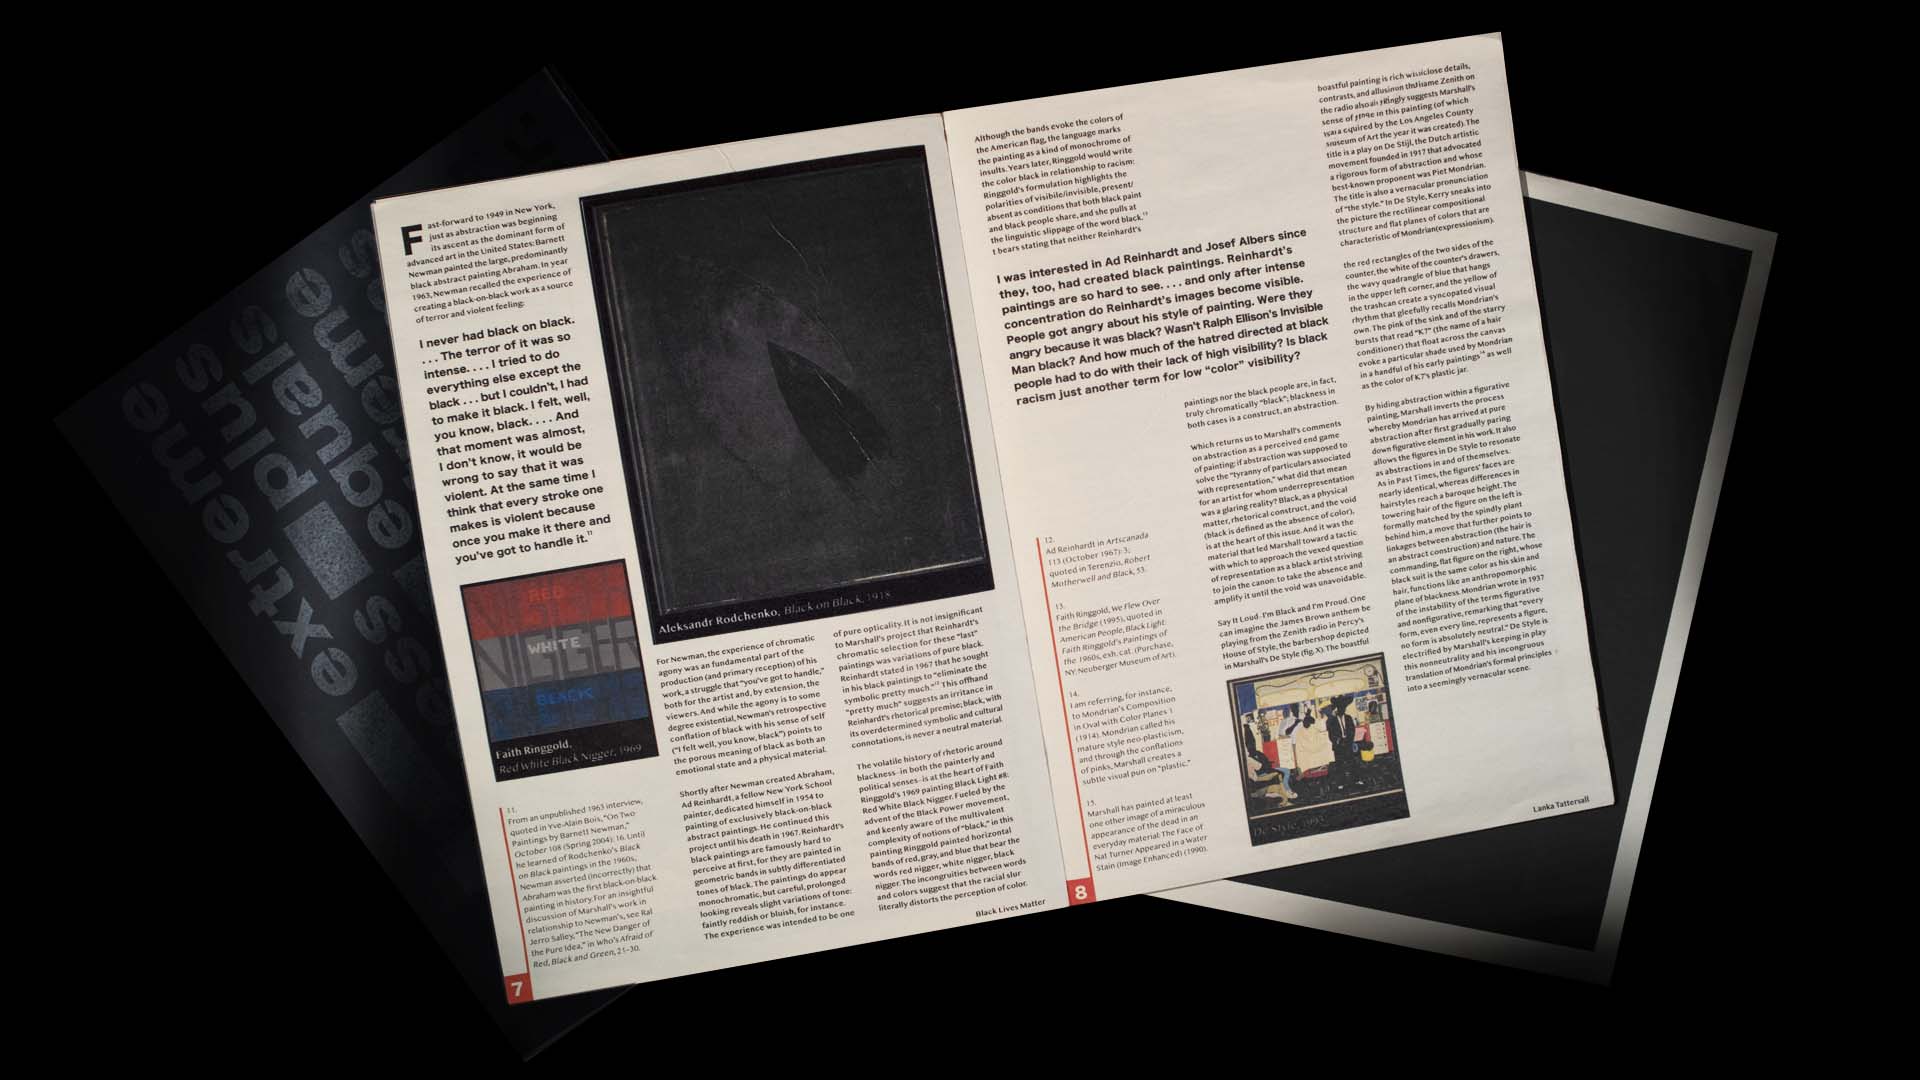 Fast-forward to 1949 in New York,
just as abstraction was beginning
its ascent as the dominant form of
advanced art in the United States: Barnett
Newman painted the large, predominantly
black abstract painting Abraham. In year
1963, Newman recalled the experience of
creating a black-on-black work as a source
of terror and violent feeling:
I never had black on black.
. . . The terror of it was so
intense. . . . I tried to do
everything else except the
black . . . but I couldn't, I had
to make it black. I felt, well,
you know, black. . . . And
that moment was almost,
I don't know, it would be
wrong to say that it was
violent. At the same time I
think that every stroke one
makes is violent because
once you make it there and
you've got to handle it.11
RED
WHITE
BLACK
Faith Ringgold,
Red White Black Nigger, 1969
11.
From an unpublished 1963 interview,
quoted in Yve-Alain Bois, "On Two
Paintings by Barnett Newman,"
October 108 (Spring 2004): 16. Until
he learned of Rodchenko's Black
on Black paintings in the 1960s,
Newman asserted (incorrectly) that
Abraham was the first black-on-black
painting in history. For an insightful
discussion of Marshall's work in
relationship to Newman's, see Ral
Jerro Salley, "The New Danger of
the Pure Idea," in Who's Afraid of
Red, Black and Green, 21–30.
7
Aleksandr Rodchenko, Black on Black, 1918
For Newman, the experience of chromatic
agony was a fundamental part of the
production (and primary reception) of his
work, a struggle that "you've got to handle,"
both for the artist and, by extension, the
viewers. And while the agony is to some
degree existential, Newman's retrospective
conflation of black with his sense of self
("I felt well, you know, black") points to
the porous meaning of black as both an
emotional state and a physical material.
Shortly after Newman created Abraham,
Ad Reinhardt, a fellow New York School
painter, dedicated himself in 1954 to
painting of exclusively black-on-black
abstract paintings. He continued this
project until his death in 1967. Reinhardt's
black paintings are famously hard to
perceive at first, for they are painted in
geometric bands in subtly differentiated
tones of black. The paintings do appear
monochromatic, but careful, prolonged
looking reveals slight variations of tone:
faintly reddish or bluish, for instance.
The experience was intended to be one
of pure opticality. It is not insignificant
to Marshall's project that Reinhardt's
chromatic selection for these "last"
paintings was variations of pure black.
Reinhardt stated in 1967 that he sought
in his black paintings to "eliminate the
symbolic pretty much."12 This offhand
"pretty much" suggests an irritance in
Reinhardt's rhetorical premise; black, with
its overdetermined symbolic and cultural
connotations, is never a neutral material.
The volatile history of rhetoric around
blackness–in both the painterly and
political senses–is at the heart of Faith
Ringgold's 1969 painting Black Light #8:
Red White Black Nigger. Fueled by the
advent of the Black Power movement,
and keenly aware of the multivalent
complexity of notions of "black," in this
painting Ringgold painted horizontal
bands of red, gray, and blue that bear the
words red nigger, white nigger, black
nigger. The incongruities between words
and colors suggest that the racial slur
literally distorts the perception of color.
Black Lives Matter
Although the bands evoke the colors of
the American flag, the language marks
the painting as a kind of monochrome of
insults. Years later, Ringgold would write
the color black in relationship to racism:
Ringgold's formulation highlights the
polarities of visibile/invisible, present/
absent as conditions that both black paint
and black people share, and she pulls at
the linguistic slippage of the word black.13
t bears stating that neither Reinhardt's
I was interested in Ad Reinhardt and Josef Albers since
they, too, had created black paintings. Reinhardt's
paintings are so hard to see. . . . and only after intense
concentration do Reinhardt's images become visible.
People got angry about his style of painting. Were they
angry because it was black? Wasn't Ralph Ellison's Invisible
Man black? And how much of the hatred directed at black
people had to do with their lack of high visibility? Is black
racism just another term for low "color" visibility?
12.
Ad Reinhardt in Artscanada
113 (October 1967): 3;
quoted in Terenzio, Robert
Motherwell and Black, 53.
13.
Faith Ringgold, We Flew Over
the Bridge (1995), quoted in
American People, Black Light:
Faith Ringgold's Paintings of
the 1960s, exh. cat. (Purchase,
NY: Neuberger Museum of Art).
14.
I am referring, for instance,
to Mondrian's Composition
in Oval with Color Planes 1
(1914). Mondrian called his
mature style neo-plasticism,
and through the conflations
of pinks, Marshall creates a
subtle visual pun on "plastic."
15.
Marshall has painted at least
one other image of a miraculous
appearance of the dead in an
everyday material: The Face of
Nat Turner Appeared in a Water
Stain (Image Enhanced) (1990).
8
paintings nor the black people are, in fact,
truly chromatically "black"; blackness in
both cases is a construct, an abstraction.
Which returns us to Marshall's comments
on abstraction as a perceived end game
of painting: if abstraction was supposed to
solve the "tyranny of particulars associated
with representation," what did that mean
for an artist for whom underrepresentation
was a glaring reality? Black, as a physical
matter, rhetorical construct, and the void
(black is defined as the absence of color),
is at the heart of this issue. And it was the
material that led Marshall toward a tactic
with which to approach the vexed question
of representation as a black artist striving
to join the canon: to take the absence and
amplify it until the void was unavoidable.
Say It Loud. I'm Black and I'm Proud. One
can imagine the James Brown anthem be
playing from the Zenith radio in Percy's
House of Style, the barbershop depicted
in Marshall's De Style (fig. X). The boastful
De Style, 1993
boastful painting is rich
contrasts, and allusion
the radio
sense of in this painting (of which
by the Los Angeles County
of Art the year it was created). The
title is a play on De Stijl, the Dutch artistic
movement founded in 1917 that advocated
a rigorous form of abstraction and whose
best-known proponent was Piet Mondrian.
The title is also a vernacular pronunciation
of "the style." In De Style, Kerry sneaks into
the picture the rectilinear compositional
structure and flat planes of colors that are
characteristic of Mondrian(expressionism).
the red rectangles of the two sides of the
counter, the white of the counter's drawers,
the wavy quadrangle of blue that hangs
in the upper left corner, and the yellow of
the trashcan create a syncopated visual
rhythm that gleefully recalls Mondrian's
own. The pink of the sink and of the starry
bursts that read "K7" (the name of a hair
conditioner) that float across the canvas
evoke a particular shade used by Mondrian
in a handful of his early paintings14 as well
as the color of K7's plastic jar.
By hiding abstraction within a figurative
painting, Marshall inverts the process
whereby Mondrian has arrived at pure
abstraction after first gradually paring
down figurative element in his work. It also
allows the figures in De Style to resonate
as abstractions in and of themselves.
As in Past Times, the figures' faces are
nearly identical, whereas differences in
hairstyles reach a baroque height. The
towering hair of the figure on the left is
formally matched by the spindly plant
behind him, a move that further points to
linkages between abstraction (the hair is
an abstract construction) and nature. The
commanding, flat figure on the right, whose
black suit is the same color as his skin and
hair, functions like an anthropomorphic
plane of blackness. Mondrian wrote in 1937
of the instability of the terms figurative
and nonfigurative, remarking that "every
form, even every line, represents a figure,
no form is absolutely neutral." De Style is
electrified by Marshall's keeping in play
this nonneutrality and his incongruous
translation of Mondrian's formal principles
into a seemingly vernacular scene.
Lanka Tattersall
extreme
plus
equals
extreme